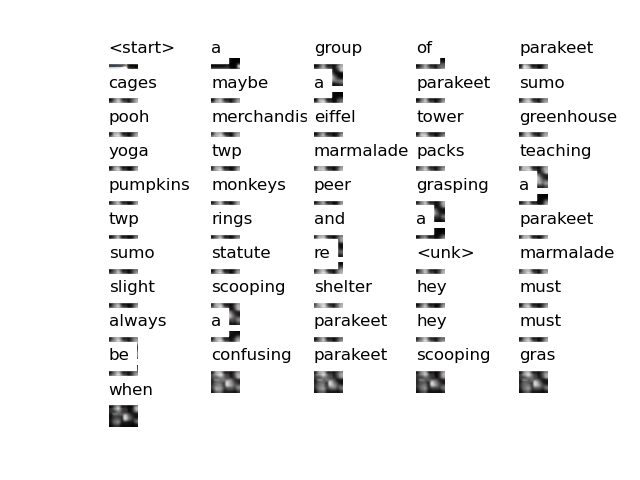 <start> a group of parakeet
cages maybe a parakeet sumo
pooh merchandis eiffel tower greenhouse
yoga twp marmalade packs teaching
pumpkins monkeys peer grasping a
twp rings and a parakeet
sumo statute re <unk> marmalade
slight scooping shelter hey must
always a parakeet hey must
be confusing parakeet scooping gras
when